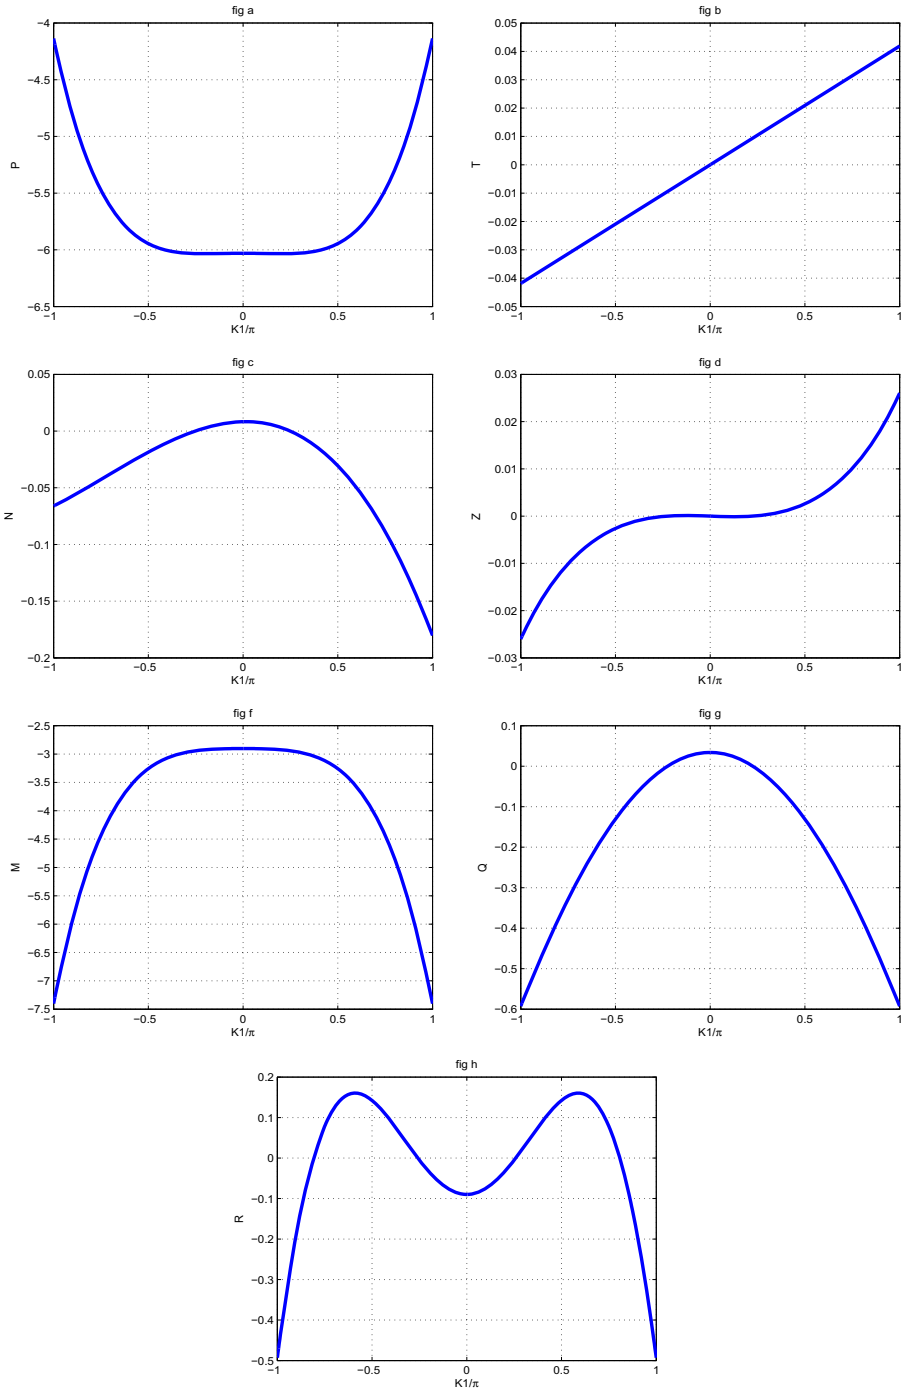 fig a
−4
−4.5
−5
−5.5
−6
−6.5
P
−1 −0.5 0 0.5 1
K1/π
fig b
0.05
0.04
0.03
0.02
0.01
0
−0.01
−0.02
−0.03
−0.04
−0.05
T
−1 −0.5 0 0.5 1
K1/π
fig c
0.05
0
−0.05
−0.1
−0.15
−0.2
N
−1 −0.5 0 0.5 1
K1/π
fig d
0.03
0.02
0.01
0
−0.01
−0.02
−0.03
Z
−1 −0.5 0 0.5 1
K1/π
fig f
−2.5
−3
−3.5
−4
−4.5
−5
−5.5
−6
−6.5
−7
−7.5
M
−1 −0.5 0 0.5 1
K1/π
fig g
0.1
0
−0.1
−0.2
−0.3
−0.4
−0.5
−0.6
Q
−1 −0.5 0 0.5 1
K1/π
fig h
0.2
0.1
0
−0.1
−0.2
−0.3
−0.4
−0.5
R
−1 −0.5 0 0.5 1
K1/π